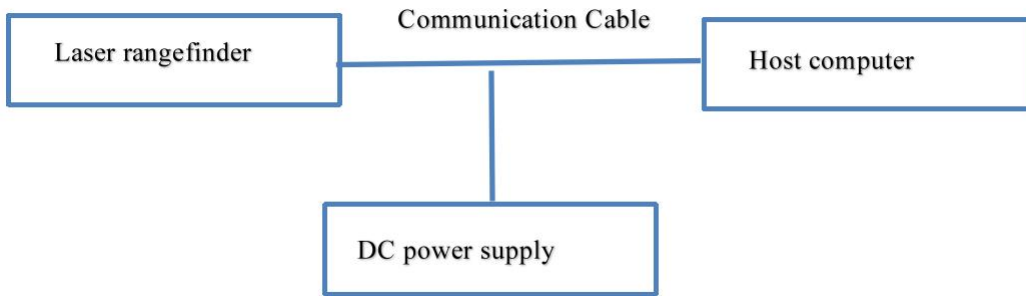 Communication Cable
Laser rangefinder
Host computer
DC power supply